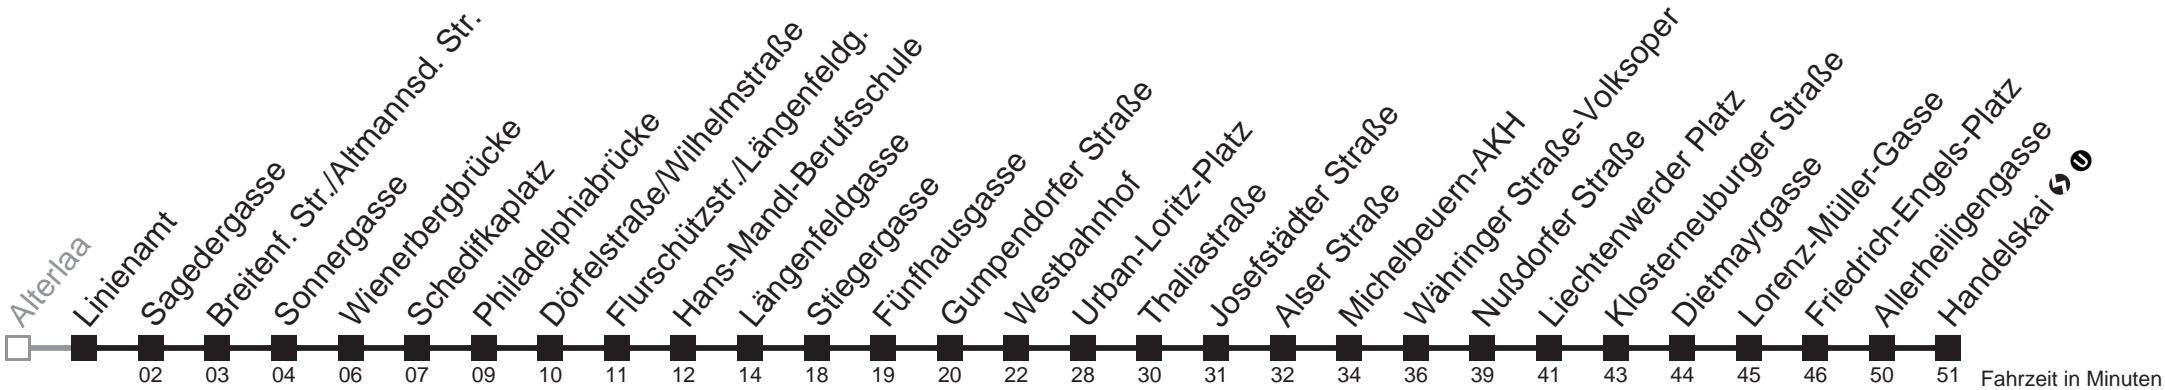 Alterlaa
Linienamt
Sagedergasse
Breitenf. Str./Altmannsd. Str.
Sonnergasse
Wienerbergbrücke
Schedifkaplatz
Philadelphiabrücke
Dörfelstraße/Wilhelmstraße
Flurschützstr./Längenfeldg.
Hans-Mandl-Berufsschule
Längenfeldgasse
Stiegergasse
Fünfhausgasse
Gumpendorfer Straße
Westbahnhof
Urban-Loritz-Platz
Thaliastraße
Josefstädter Straße
Alser Straße
Michelbeuern-AKH
Währinger Straße-Volksoper
Nußdorfer Straße
Liechtenwerder Platz
Klosterneuburger Straße
Dietmayrgasse
Lorenz-Müller-Gasse
Friedrich-Engels-Platz
Allerheiligengasse
Handelskai S U
02 03 04 06 07 09 10 11 12 14 18 19 20 22 28 30 31 32 34 36 39 41 43 44 45 46 50 51 Fahrzeit in Minuten